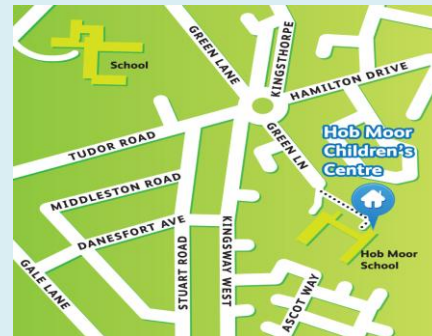 School
GREEN LANE
KINGSTHORPE
HAMILTON DRIVE
TUDOR ROAD
GREEN LN
Hob Moor
Children's
Centre
MIDDLESTON ROAD
DANESFORT AVE
GALE LANE
STUART ROAD
KINGSWAY WEST
Hob Moor
School
ASCOT WAY